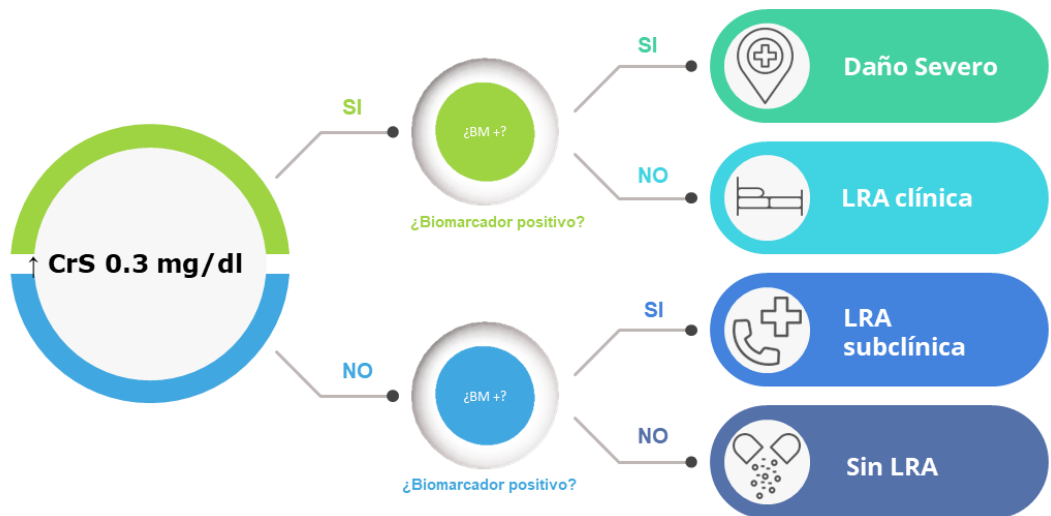 ↑ CrS 0.3 mg/dl
SI
¿BM +?
¿Biomarcador positivo?
SI
Daño Severo
NO
LRA clínica
NO
¿BM +?
¿Biomarcador positivo?
SI
LRA
subclínica
NO
Sin LRA